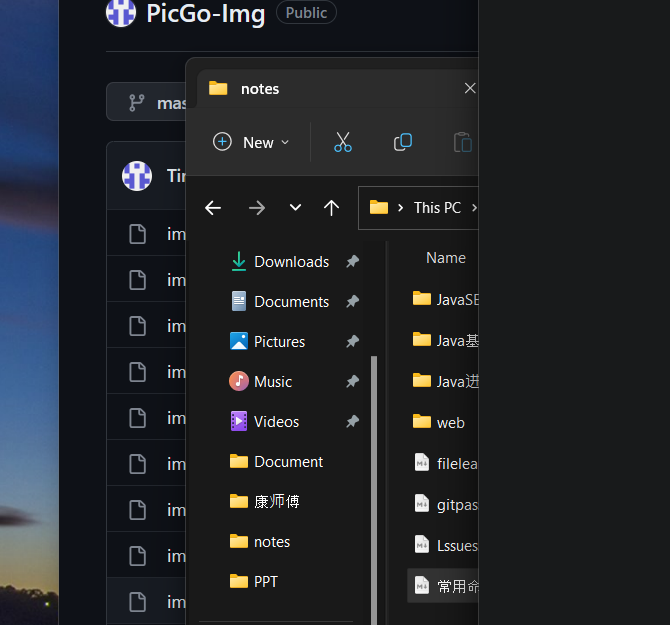 PicGo-Img Public
notes
mas
New
Tin
This PC
Downloads
Name
im
Documents
JavaSE
im
Pictures
Java基
im
Music
Java进
im
Videos
web
im
Document
filelea
im
康师傅
gitpas
im
notes
Lssues
im
PPT
常用命
im